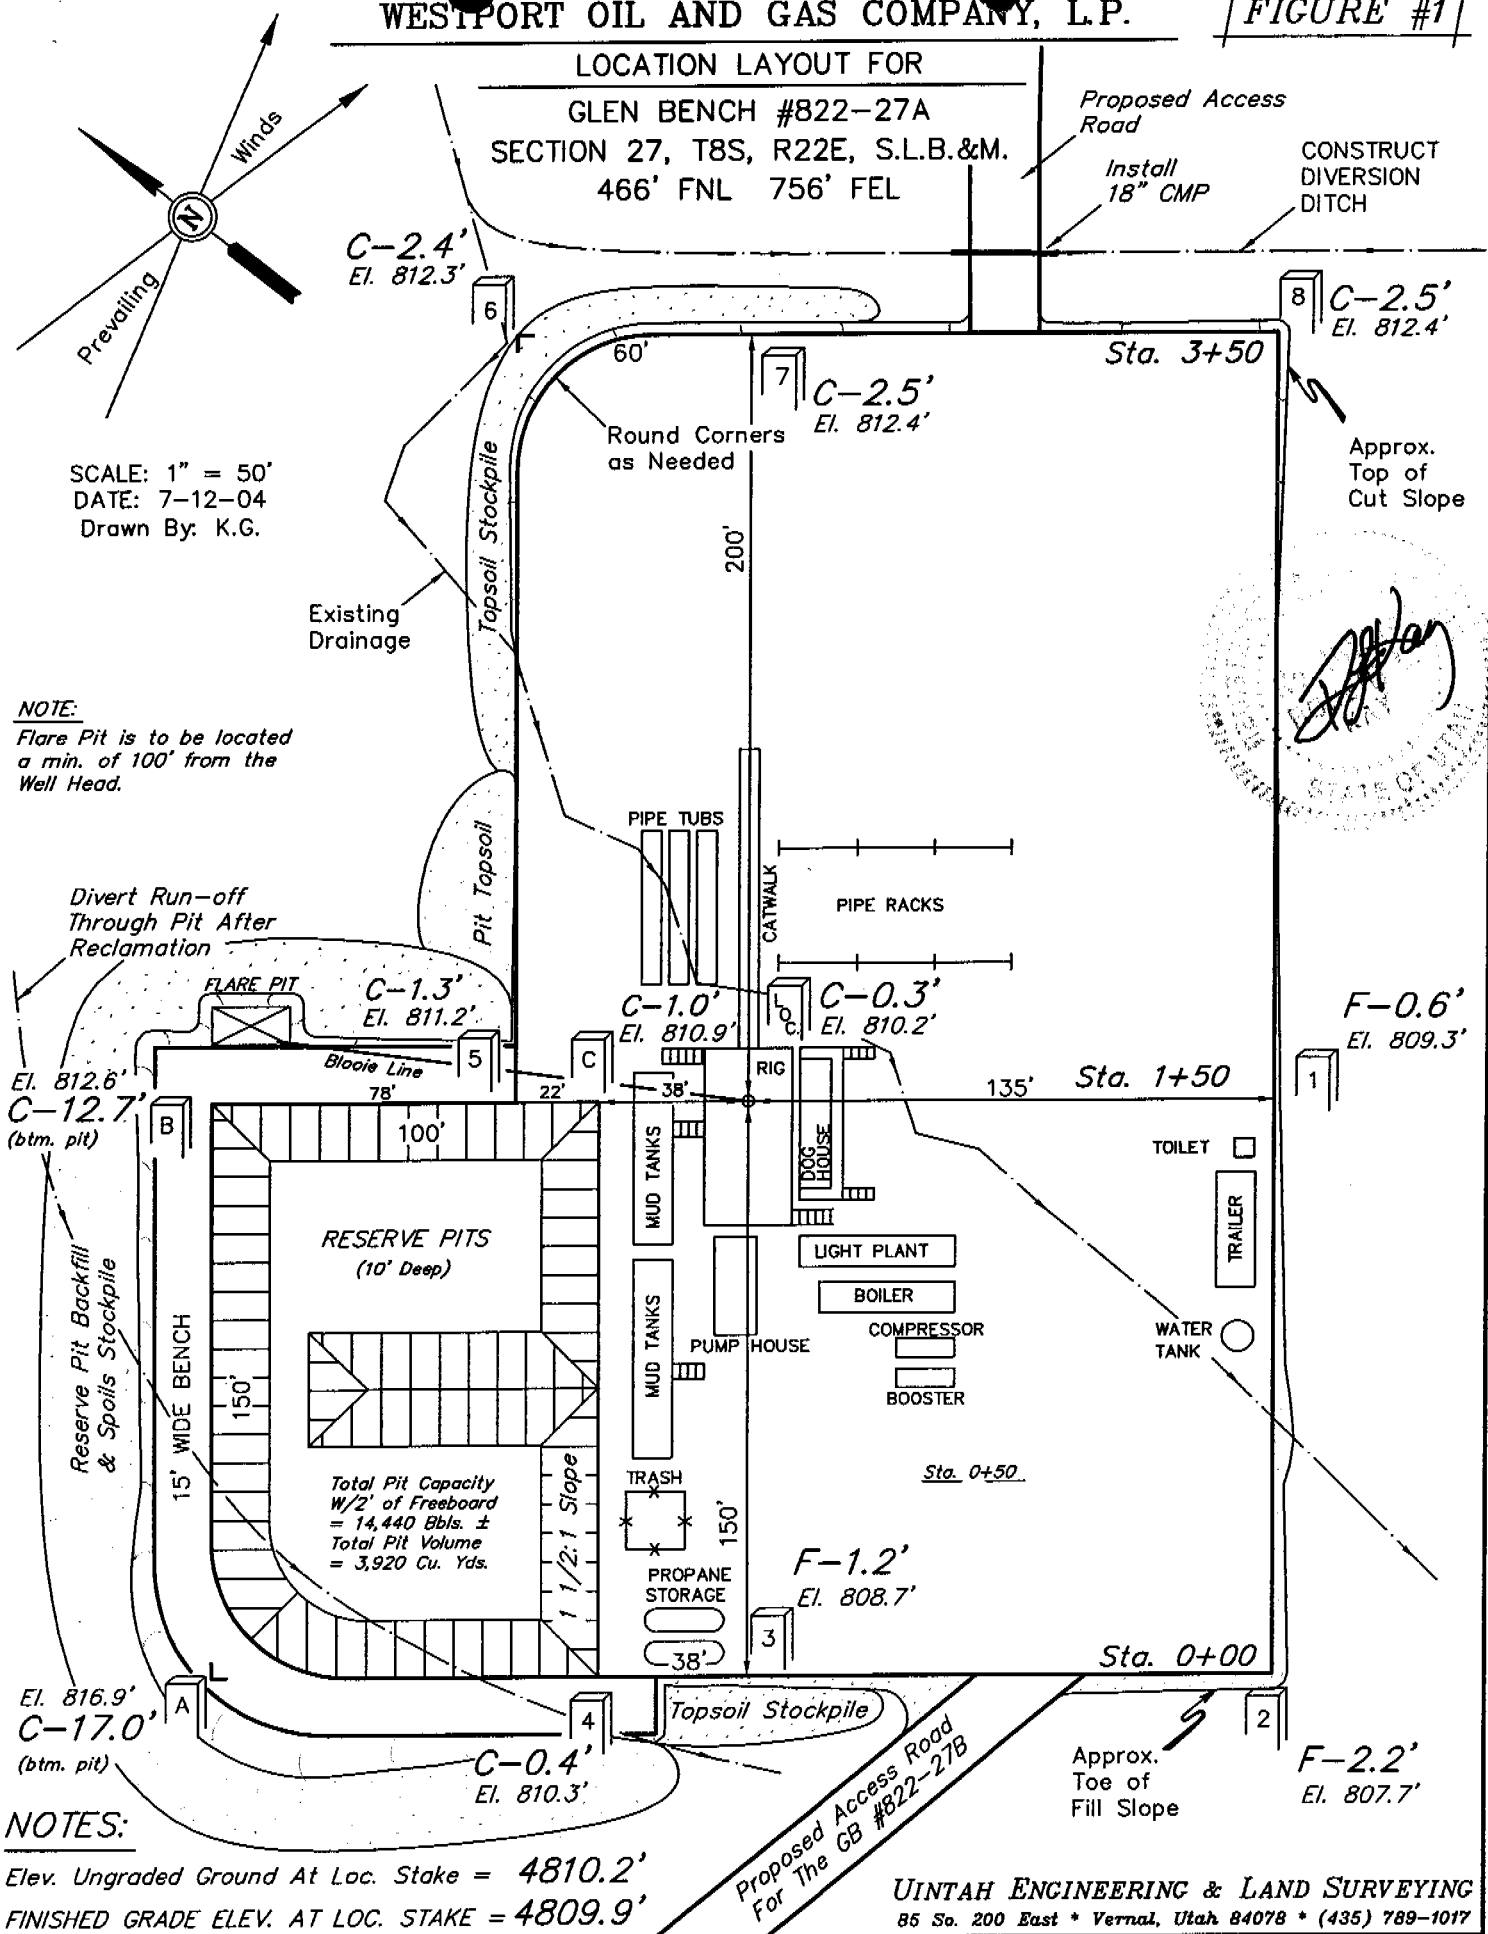 WESTPORT OIL AND GAS COMPANY, L.P.
FIGURE #1
LOCATION LAYOUT FOR
GLEN BENCH #822-27A
SECTION 27, T8S, R22E, S.L.B.&M.
466' FNL 756' FEL
Proposed Access
Road
Install
18" CMP
CONSTRUCT
DIVERSION
DITCH
Winds
N
Prevailing
C-2.4'
El. 812.3'
6
8
C-2.5'
El. 812.4'
60'
Sta. 3+50
7
C-2.5'
El. 812.4'
Round Corners
as Needed
Approx.
Top of
Cut Slope
SCALE: 1" = 50'
DATE: 7-12-04
Drawn By: K.G.
Topsoil Stockpile
200'
Existing
Drainage
STATE OF UTAH
NOTE:
Flare Pit is to be located
a min. of 100' from the
Well Head.
PIPE TUBS
CATWALK
PIPE RACKS
Pit Topsoil
Divert Run-off
Through Pit After
Reclamation
FLARE PIT
C-1.3'
El. 811.2'
C-1.0'
El. 810.9'
LOC.
C-0.3'
El. 810.2'
F-0.6'
El. 809.3'
5
C
Blooie Line
RIG
1
El. 812.6'
C-12.7'
(btm. pit)
B
78'
22'
38'
135'
Sta. 1+50
100'
MUD TANKS
DOG
HOUSE
TOILET
TRAILER
RESERVE PITS
(10' Deep)
LIGHT PLANT
BOILER
COMPRESSOR
BOOSTER
PUMP HOUSE
WATER
TANK
Reserve Pit Backfill
& Spoils Stockpile
15' WIDE BENCH
150'
MUD TANKS
Sta. 0+50
Total Pit Capacity
W/2' of Freeboard
= 14,440 Bbls. ±
Total Pit Volume
= 3,920 Cu. Yds.
1 1/2:1 Slope
TRASH
150'
PROPANE
STORAGE
F-1.2'
El. 808.7'
3
38'
Sta. 0+00
A
El. 816.9'
C-17.0'
(btm. pit)
4
C-0.4'
El. 810.3'
Topsoil Stockpile
2
Approx.
Toe of
Fill Slope
F-2.2'
El. 807.7'
Proposed Access Road
For The GB #822-27B
NOTES:
Elev. Ungraded Ground At Loc. Stake = 4810.2'
FINISHED GRADE ELEV. AT LOC. STAKE = 4809.9'
UINTAH ENGINEERING & LAND SURVEYING
85 So. 200 East * Vernal, Utah 84078 * (435) 789-1017